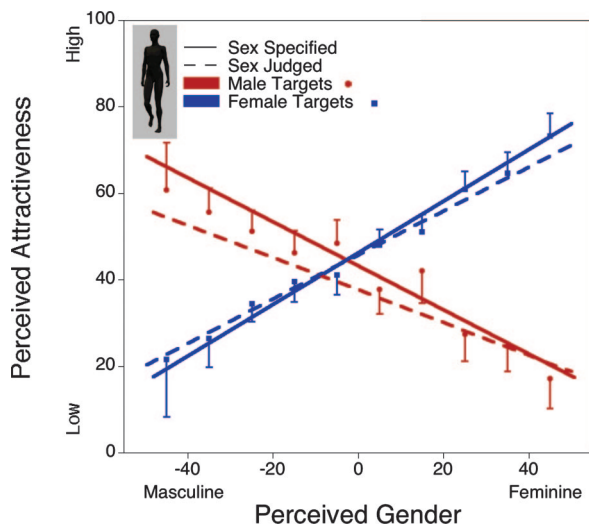 100
80
60
40
20
0
High
Low
Perceived Attractiveness
Sex Specified
Sex Judged
Male Targets
Female Targets
-40
-20
0
20
40
Masculine
Feminine
Perceived Gender